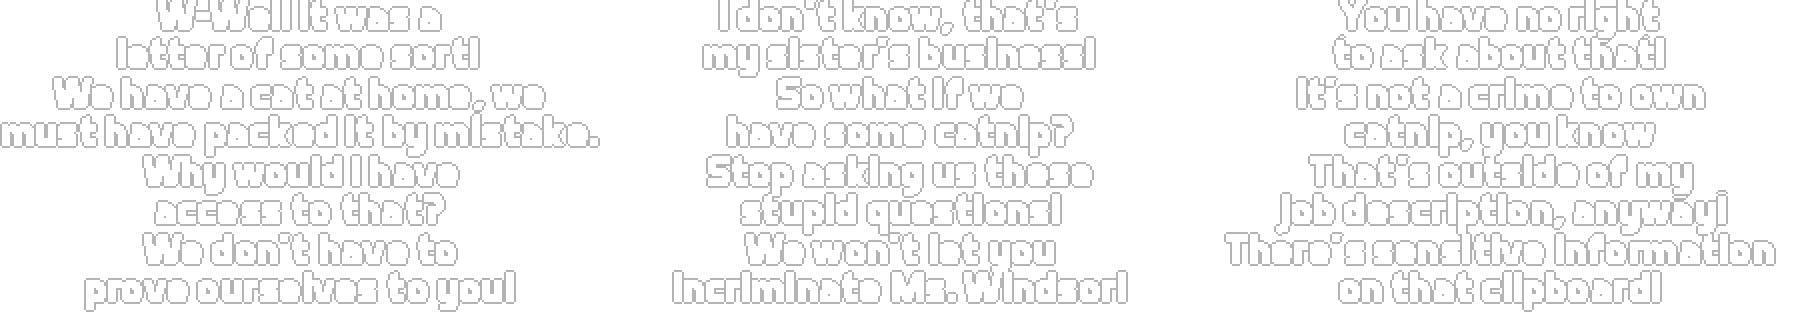 W-Well! It was a
letter of some sort!
We have a cat at home, we
must have packed it by mistake.
Why would I have
access to that?
We don't have to
prove ourselves to you!
I don't know, that's
my sister's business!
So what if we
have some catnip?
Stop asking us these
stupid questions!
We won't let you
incriminate Ms. Windsor!
You have no right
to ask about that!
It's not a crime to own
catnip, you know
That's outside of my
job description, anyway!
There's sensitive information
on that clipboard!